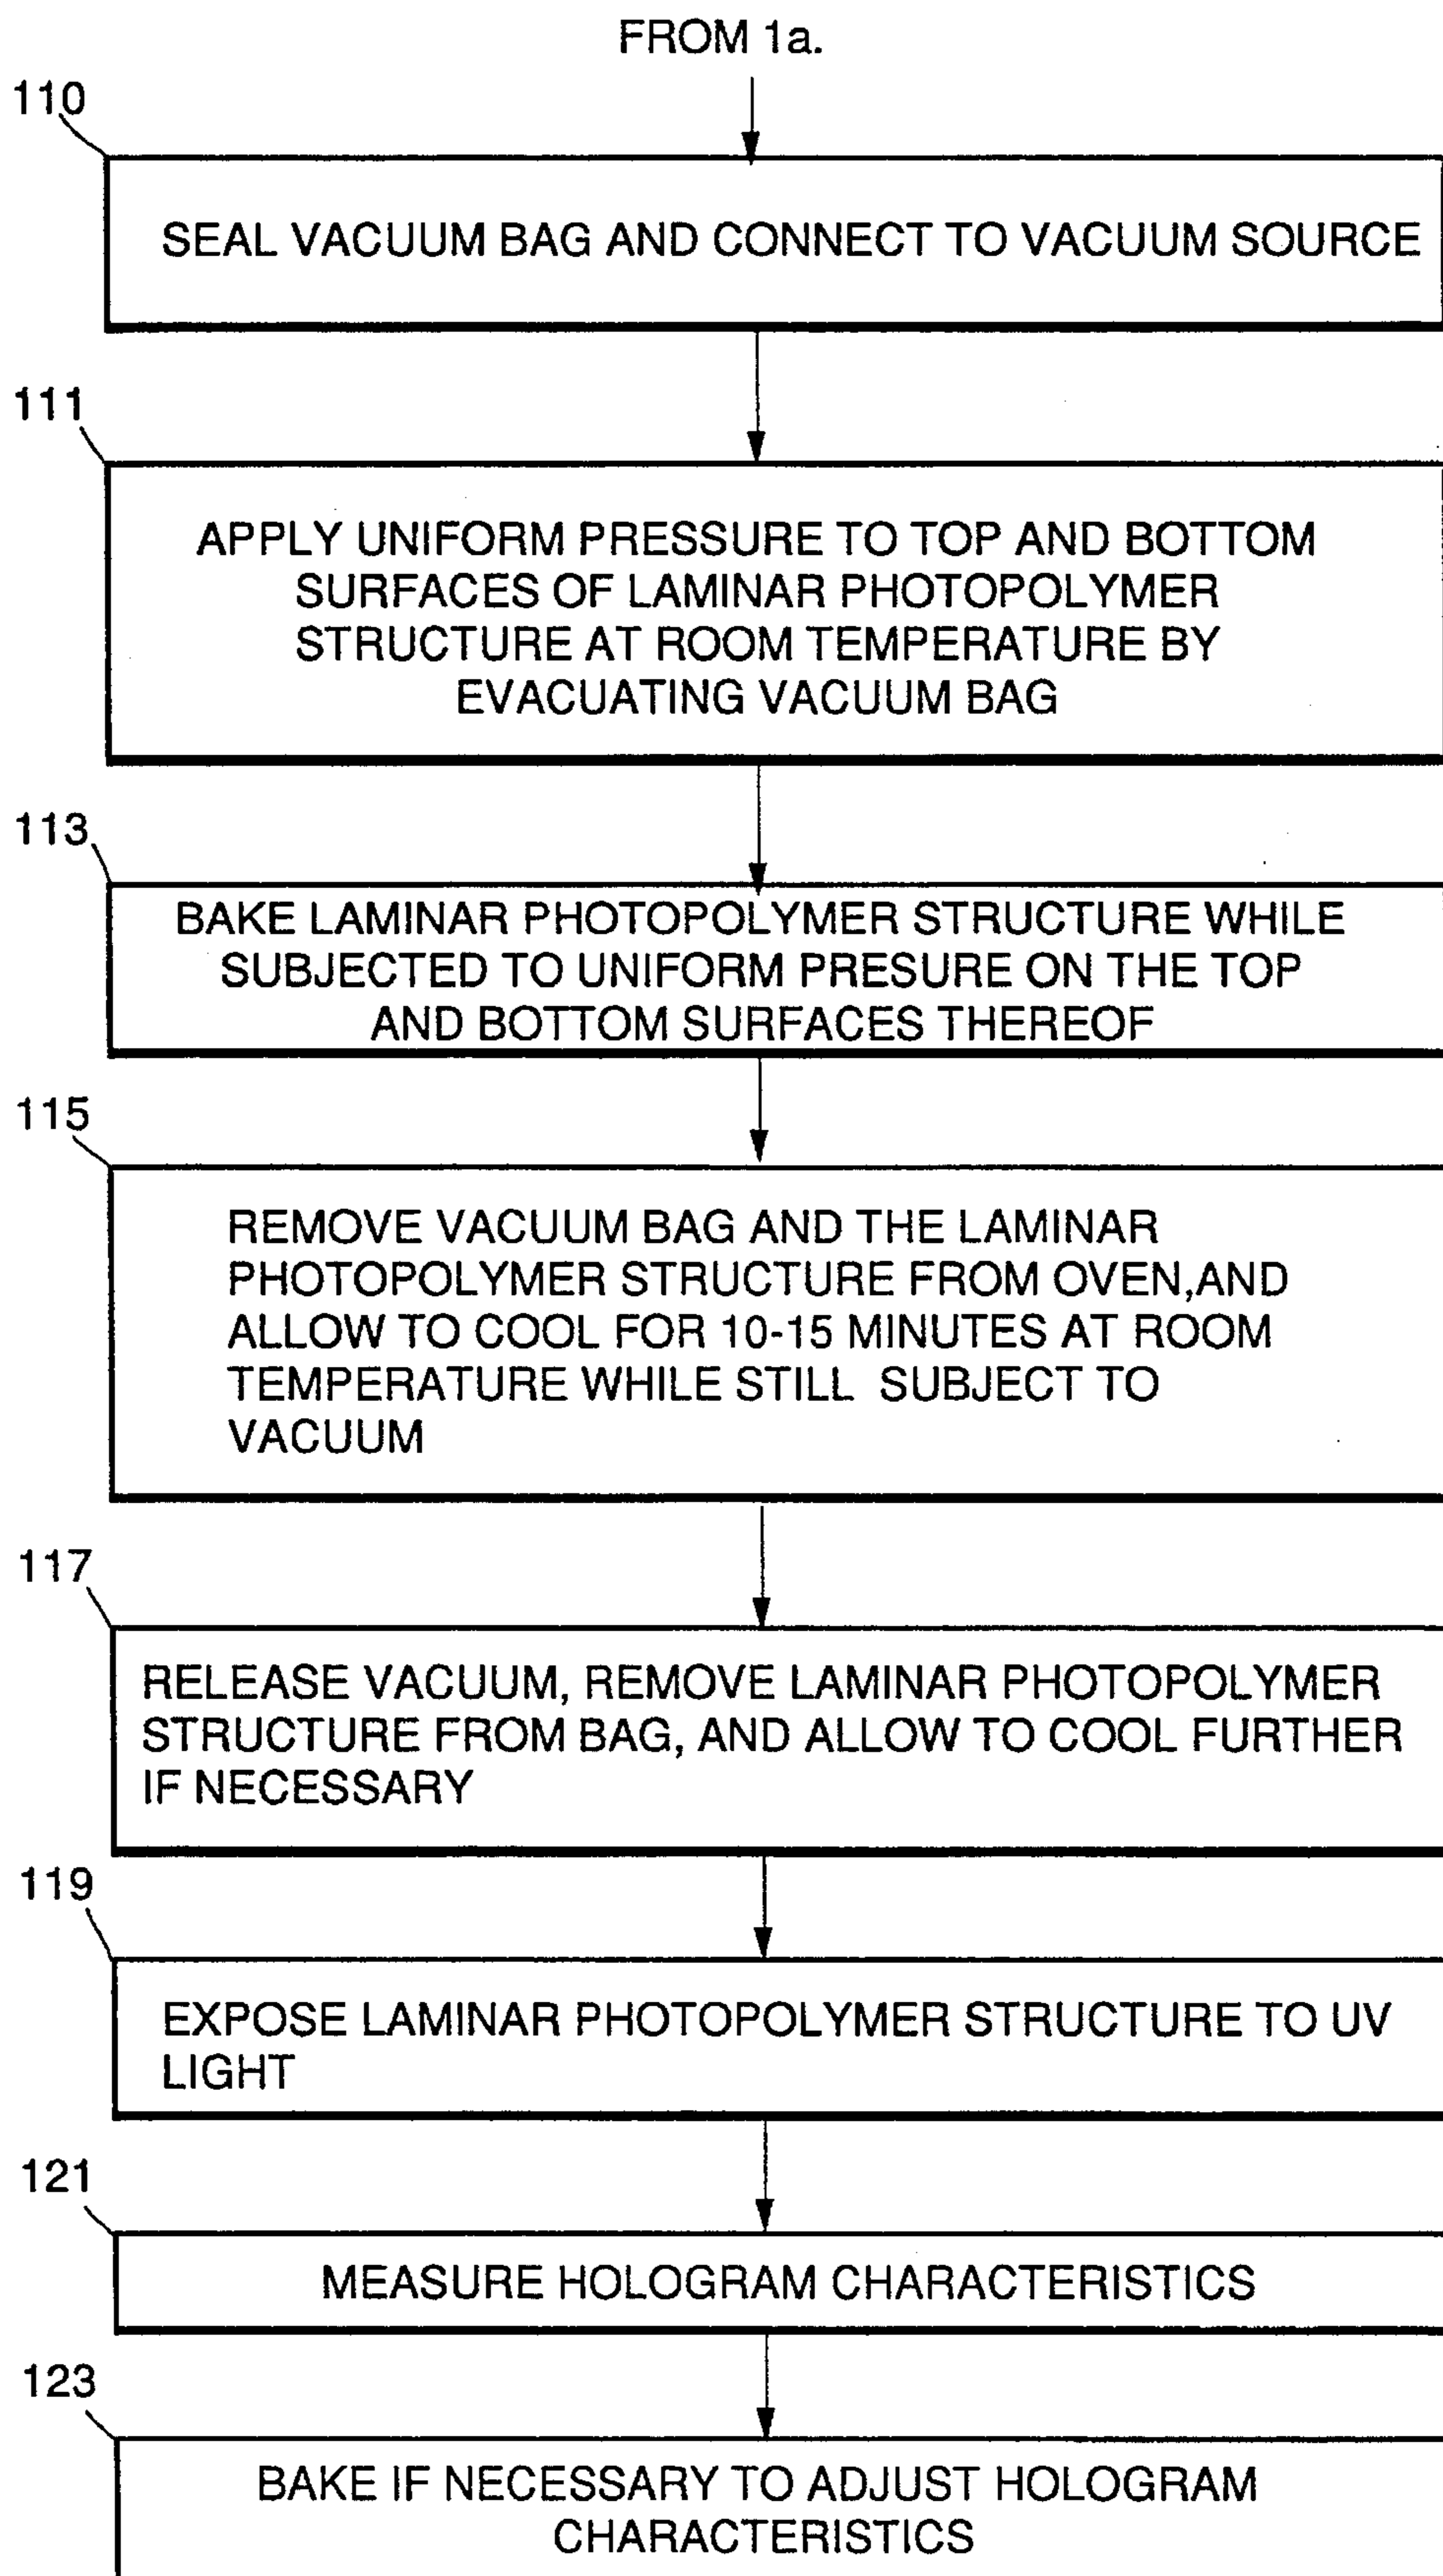 FROM 1a.
110
SEAL VACUUM BAG AND CONNECT TO VACUUM SOURCE
111
APPLY UNIFORM PRESSURE TO TOP AND BOTTOM
SURFACES OF LAMINAR PHOTOPOLYMER
STRUCTURE AT ROOM TEMPERATURE BY
EVACUATING VACUUM BAG
113
BAKE LAMINAR PHOTOPOLYMER STRUCTURE WHILE
SUBJECTED TO UNIFORM PRESURE ON THE TOP
AND BOTTOM SURFACES THEREOF
115
REMOVE VACUUM BAG AND THE LAMINAR
PHOTOPOLYMER STRUCTURE FROM OVEN,AND
ALLOW TO COOL FOR 10-15 MINUTES AT ROOM
TEMPERATURE WHILE STILL SUBJECT TO
VACUUM
117
RELEASE VACUUM, REMOVE LAMINAR PHOTOPOLYMER
STRUCTURE FROM BAG, AND ALLOW TO COOL FURTHER
IF NECESSARY
119
EXPOSE LAMINAR PHOTOPOLYMER STRUCTURE TO UV
LIGHT
121
MEASURE HOLOGRAM CHARACTERISTICS
123
BAKE IF NECESSARY TO ADJUST HOLOGRAM
CHARACTERISTICS